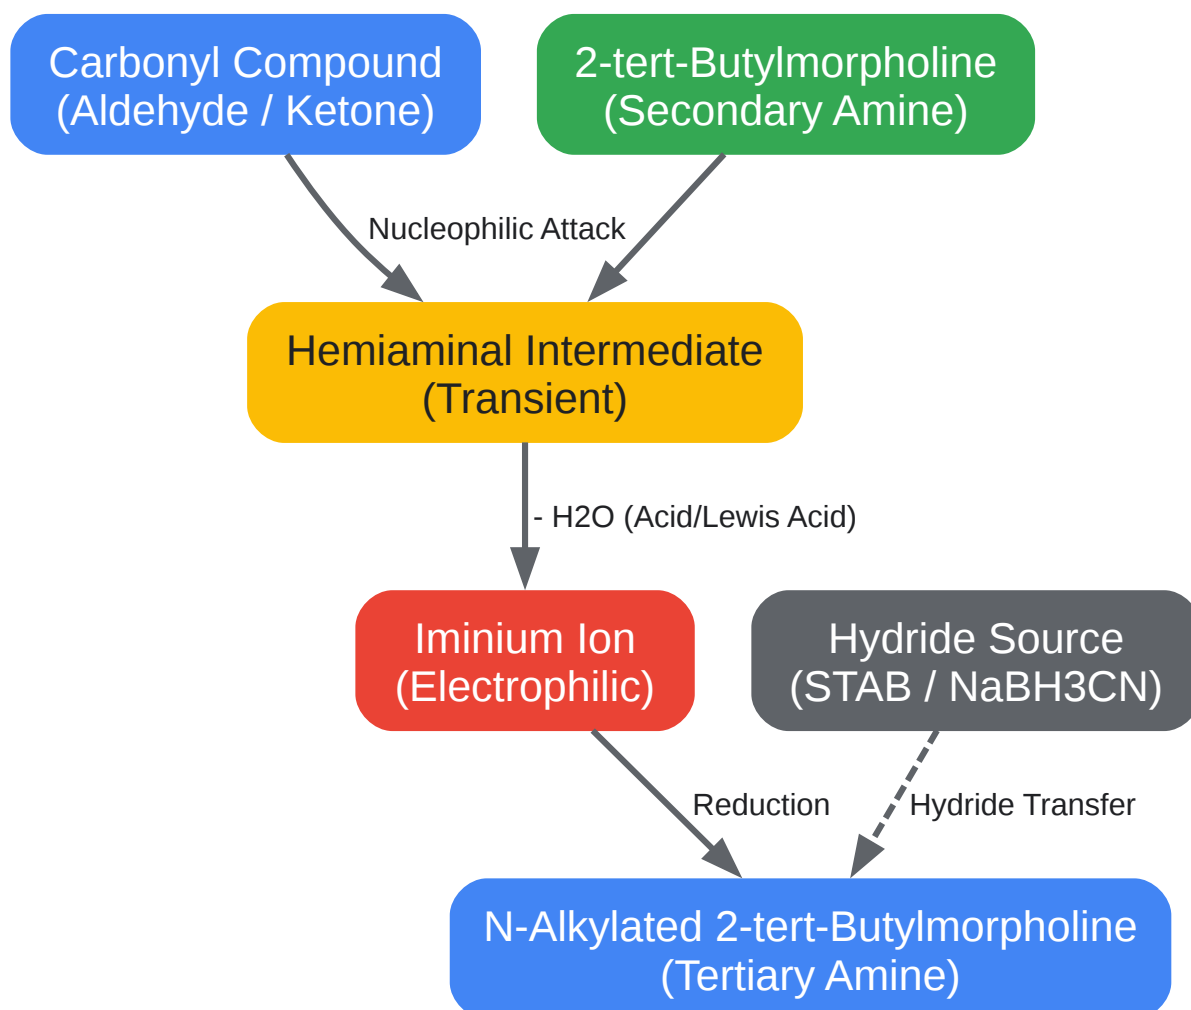 Carbonyl Compound
(Aldehyde / Ketone)
2-tert-Butylmorpholine
(Secondary Amine)
Nucleophilic Attack
Hemiaminal Intermediate
(Transient)
- H2O (Acid/Lewis Acid)
Iminium Ion
(Electrophilic)
Hydride Source
(STAB / NaBH3CN)
Reduction
Hydride Transfer
N-Alkylated 2-tert-Butylmorpholine
(Tertiary Amine)